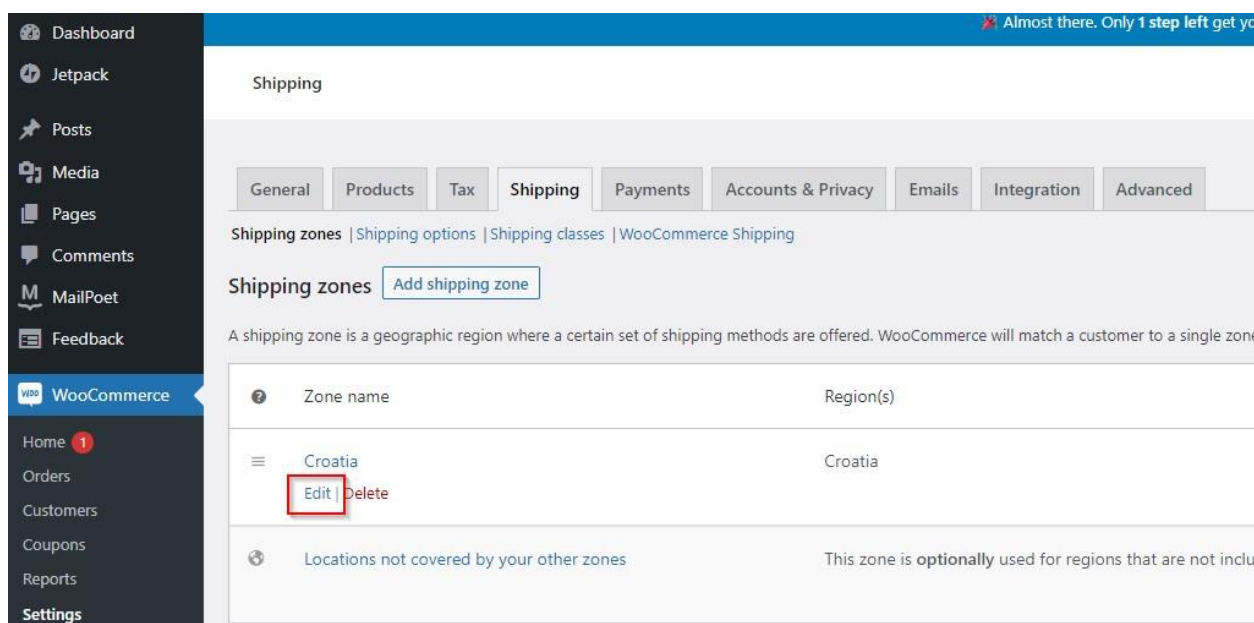 Dashboard
Jetpack
Posts
Media
Pages
Comments
MailPoet
Feedback
WooCommerce
Home 1
Orders
Customers
Coupons
Reports
Settings
Almost there. Only 1 step left get yo
Shipping
General Products Tax Shipping Payments Accounts & Privacy Emails Integration Advanced
Shipping zones | Shipping options | Shipping classes | WooCommerce Shipping
Shipping zones Add shipping zone
A shipping zone is a geographic region where a certain set of shipping methods are offered. WooCommerce will match a customer to a single zone
Zone name Region(s)
Croatia Croatia
Edit | Delete
Locations not covered by your other zones This zone is optionally used for regions that are not inclu